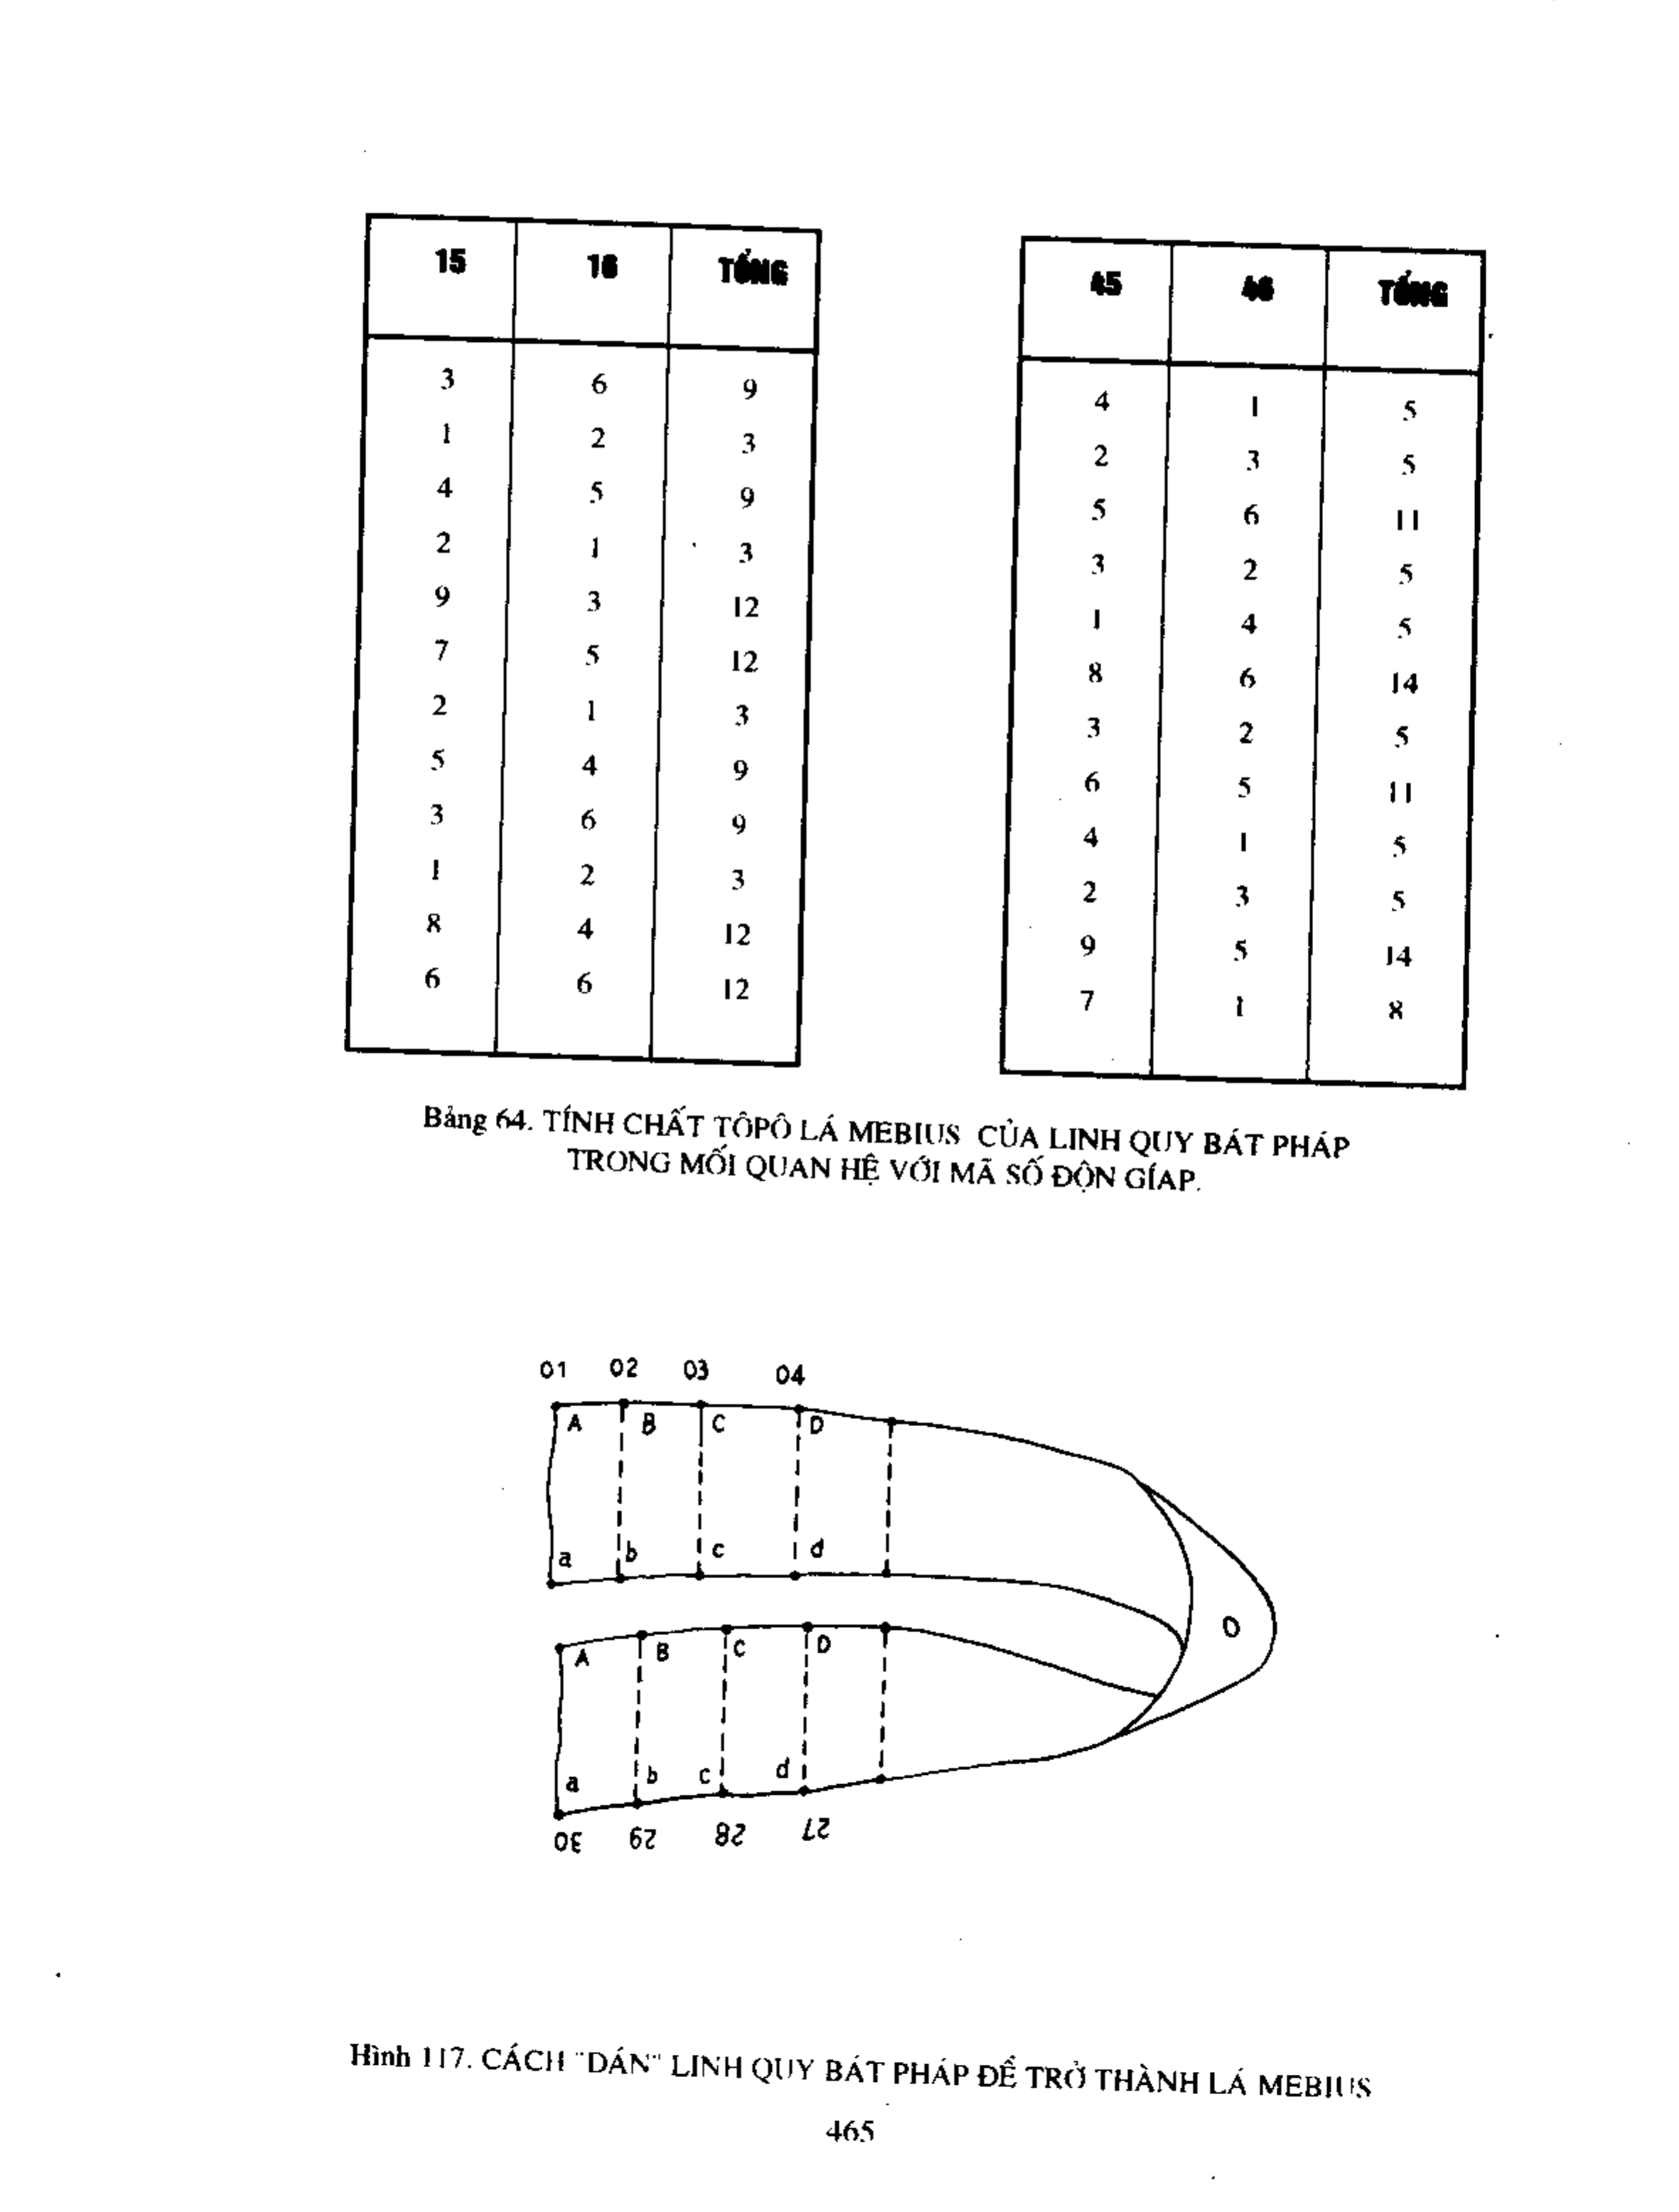 15 16 TỔNG
3 6 9
1 2 3
4 5 9
2 1 3
9 3 12
7 5 12
2 1 3
5 4 9
3 6 9
1 2 3
8 4 12
6 6 12
45 46 TỔNG
4 1 5
2 3 5
5 6 11
3 2 5
1 4 5
8 6 14
3 2 5
6 5 11
4 1 5
2 3 5
9 5 14
7 1 8
Bảng 64. TÍNH CHẤT TÔPÔ LÁ MEBIUS CỦA LINH QUY BÁT PHÁP
TRONG MỐI QUAN HỆ VỚI MÃ SỐ ĐỘN GÍAP.
01 02 03 04
A B C D
a b c d
O
A B C D
a b c d
30 29 28 27
Hình 117. CÁCH "DÁN" LINH QUY BÁT PHÁP ĐỂ TRỞ THÀNH LÁ MEBIUS
465